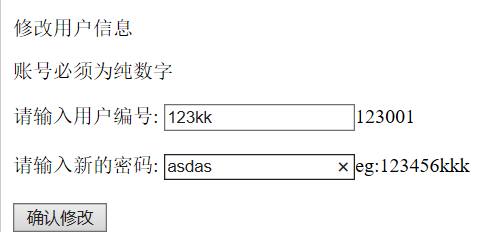 修改用户信息
账号必须为纯数字
请输入用户编号: 123kk 123001
请输入新的密码: asdas × eg:123456kkk
确认修改